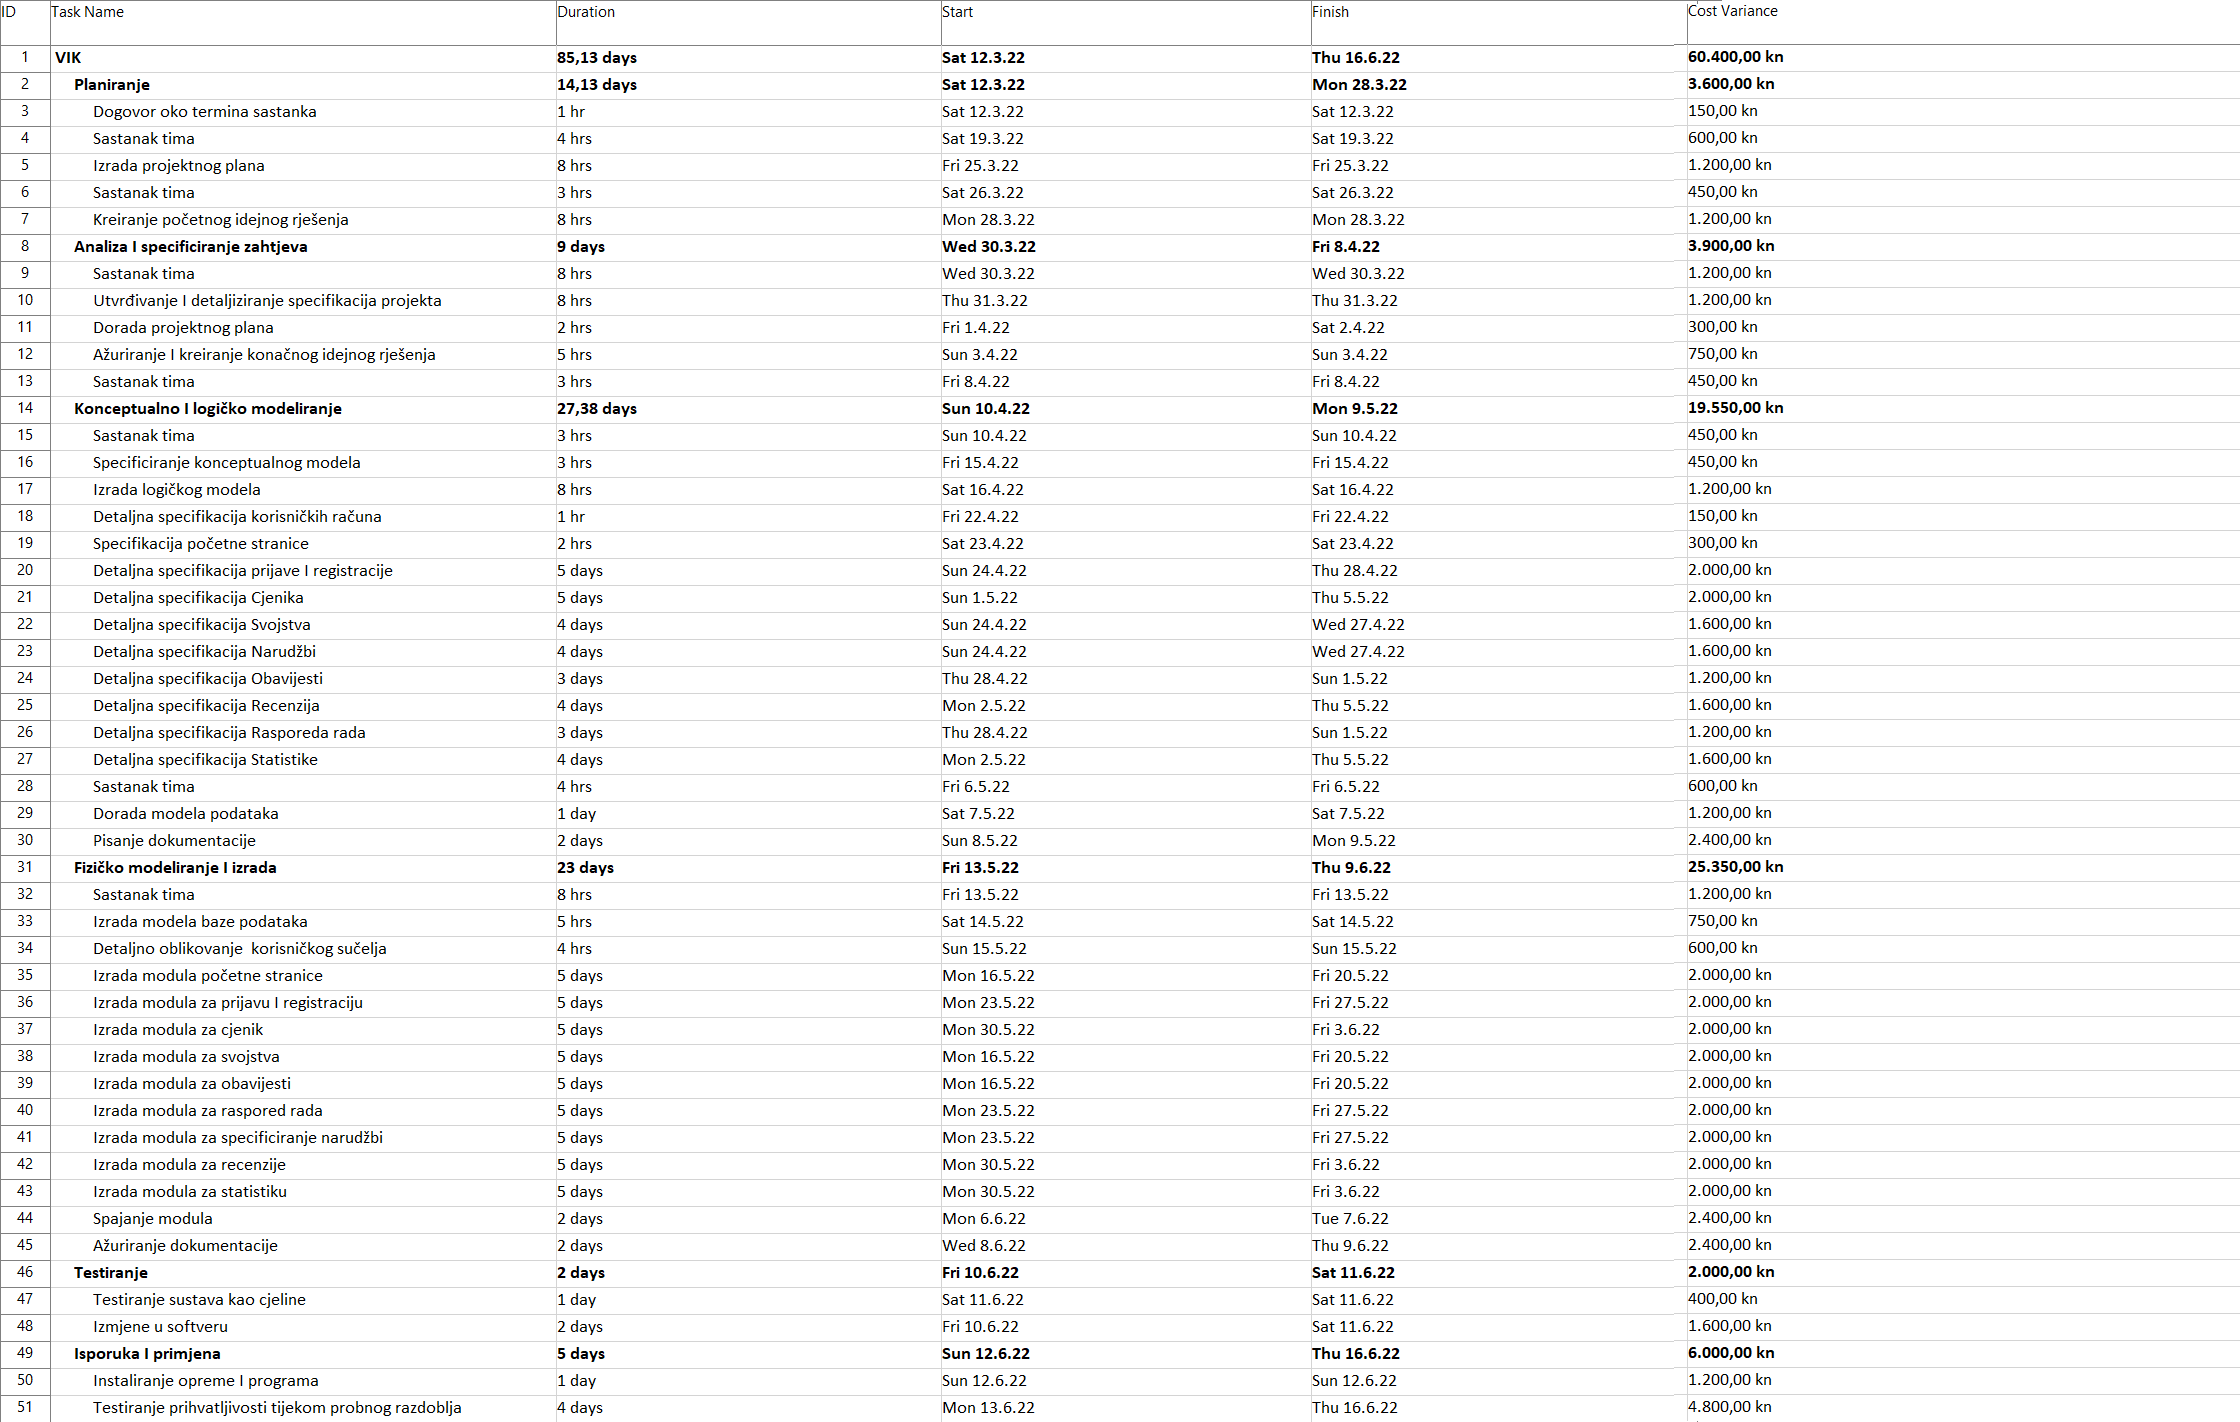 ID Task Name Duration Start Finish Cost Variance
1 VIK 85,13 days Sat 12.3.22 Thu 16.6.22 60.400,00 kn
2 Planiranje 14,13 days Sat 12.3.22 Mon 28.3.22 3.600,00 kn
3 Dogovor oko termina sastanka 1 hr Sat 12.3.22 Sat 12.3.22 150,00 kn
4 Sastanak tima 4 hrs Sat 19.3.22 Sat 19.3.22 600,00 kn
5 Izrada projektnog plana 8 hrs Fri 25.3.22 Fri 25.3.22 1.200,00 kn
6 Sastanak tima 3 hrs Sat 26.3.22 Sat 26.3.22 450,00 kn
7 Kreiranje početnog idejnog rješenja 8 hrs Mon 28.3.22 Mon 28.3.22 1.200,00 kn
8 Analiza I specificiranje zahtjeva 9 days Wed 30.3.22 Fri 8.4.22 3.900,00 kn
9 Sastanak tima 8 hrs Wed 30.3.22 Wed 30.3.22 1.200,00 kn
10 Utvrđivanje I detaljiziranje specifikacija projekta 8 hrs Thu 31.3.22 Thu 31.3.22 1.200,00 kn
11 Dorada projektnog plana 2 hrs Fri 1.4.22 Sat 2.4.22 300,00 kn
12 Ažuriranje I kreiranje konačnog idejnog rješenja 5 hrs Sun 3.4.22 Sun 3.4.22 750,00 kn
13 Sastanak tima 3 hrs Fri 8.4.22 Fri 8.4.22 450,00 kn
14 Konceptualno I logičko modeliranje 27,38 days Sun 10.4.22 Mon 9.5.22 19.550,00 kn
15 Sastanak tima 3 hrs Sun 10.4.22 Sun 10.4.22 450,00 kn
16 Specificiranje konceptualnog modela 3 hrs Fri 15.4.22 Fri 15.4.22 450,00 kn
17 Izrada logičkog modela 8 hrs Sat 16.4.22 Sat 16.4.22 1.200,00 kn
18 Detaljna specifikacija korisničkih računa 1 hr Fri 22.4.22 Fri 22.4.22 150,00 kn
19 Specifikacija početne stranice 2 hrs Sat 23.4.22 Sat 23.4.22 300,00 kn
20 Detaljna specifikacija prijave I registracije 5 days Sun 24.4.22 Thu 28.4.22 2.000,00 kn
21 Detaljna specifikacija Cjenika 5 days Sun 1.5.22 Thu 5.5.22 2.000,00 kn
22 Detaljna specifikacija Svojstva 4 days Sun 24.4.22 Wed 27.4.22 1.600,00 kn
23 Detaljna specifikacija Narudžbi 4 days Sun 24.4.22 Wed 27.4.22 1.600,00 kn
24 Detaljna specifikacija Obavijesti 3 days Thu 28.4.22 Sun 1.5.22 1.200,00 kn
25 Detaljna specifikacija Recenzija 4 days Mon 2.5.22 Thu 5.5.22 1.600,00 kn
26 Detaljna specifikacija Rasporeda rada 3 days Thu 28.4.22 Sun 1.5.22 1.200,00 kn
27 Detaljna specifikacija Statistike 4 days Mon 2.5.22 Thu 5.5.22 1.600,00 kn
28 Sastanak tima 4 hrs Fri 6.5.22 Fri 6.5.22 600,00 kn
29 Dorada modela podataka 1 day Sat 7.5.22 Sat 7.5.22 1.200,00 kn
30 Pisanje dokumentacije 2 days Sun 8.5.22 Mon 9.5.22 2.400,00 kn
31 Fizičko modeliranje I izrada 23 days Fri 13.5.22 Thu 9.6.22 25.350,00 kn
32 Sastanak tima 8 hrs Fri 13.5.22 Fri 13.5.22 1.200,00 kn
33 Izrada modela baze podataka 5 hrs Sat 14.5.22 Sat 14.5.22 750,00 kn
34 Detaljno oblikovanje  korisničkog sučelja 4 hrs Sun 15.5.22 Sun 15.5.22 600,00 kn
35 Izrada modula početne stranice 5 days Mon 16.5.22 Fri 20.5.22 2.000,00 kn
36 Izrada modula za prijavu I registraciju 5 days Mon 23.5.22 Fri 27.5.22 2.000,00 kn
37 Izrada modula za cjenik 5 days Mon 30.5.22 Fri 3.6.22 2.000,00 kn
38 Izrada modula za svojstva 5 days Mon 16.5.22 Fri 20.5.22 2.000,00 kn
39 Izrada modula za obavijesti 5 days Mon 16.5.22 Fri 20.5.22 2.000,00 kn
40 Izrada modula za raspored rada 5 days Mon 23.5.22 Fri 27.5.22 2.000,00 kn
41 Izrada modula za specificiranje narudžbi 5 days Mon 23.5.22 Fri 27.5.22 2.000,00 kn
42 Izrada modula za recenzije 5 days Mon 30.5.22 Fri 3.6.22 2.000,00 kn
43 Izrada modula za statistiku 5 days Mon 30.5.22 Fri 3.6.22 2.000,00 kn
44 Spajanje modula 2 days Mon 6.6.22 Tue 7.6.22 2.400,00 kn
45 Ažuriranje dokumentacije 2 days Wed 8.6.22 Thu 9.6.22 2.400,00 kn
46 Testiranje 2 days Fri 10.6.22 Sat 11.6.22 2.000,00 kn
47 Testiranje sustava kao cjeline 1 day Sat 11.6.22 Sat 11.6.22 400,00 kn
48 Izmjene u softveru 2 days Fri 10.6.22 Sat 11.6.22 1.600,00 kn
49 Isporuka I primjena 5 days Sun 12.6.22 Thu 16.6.22 6.000,00 kn
50 Instaliranje opreme I programa 1 day Sun 12.6.22 Sun 12.6.22 1.200,00 kn
51 Testiranje prihvatljivosti tijekom probnog razdoblja 4 days Mon 13.6.22 Thu 16.6.22 4.800,00 kn